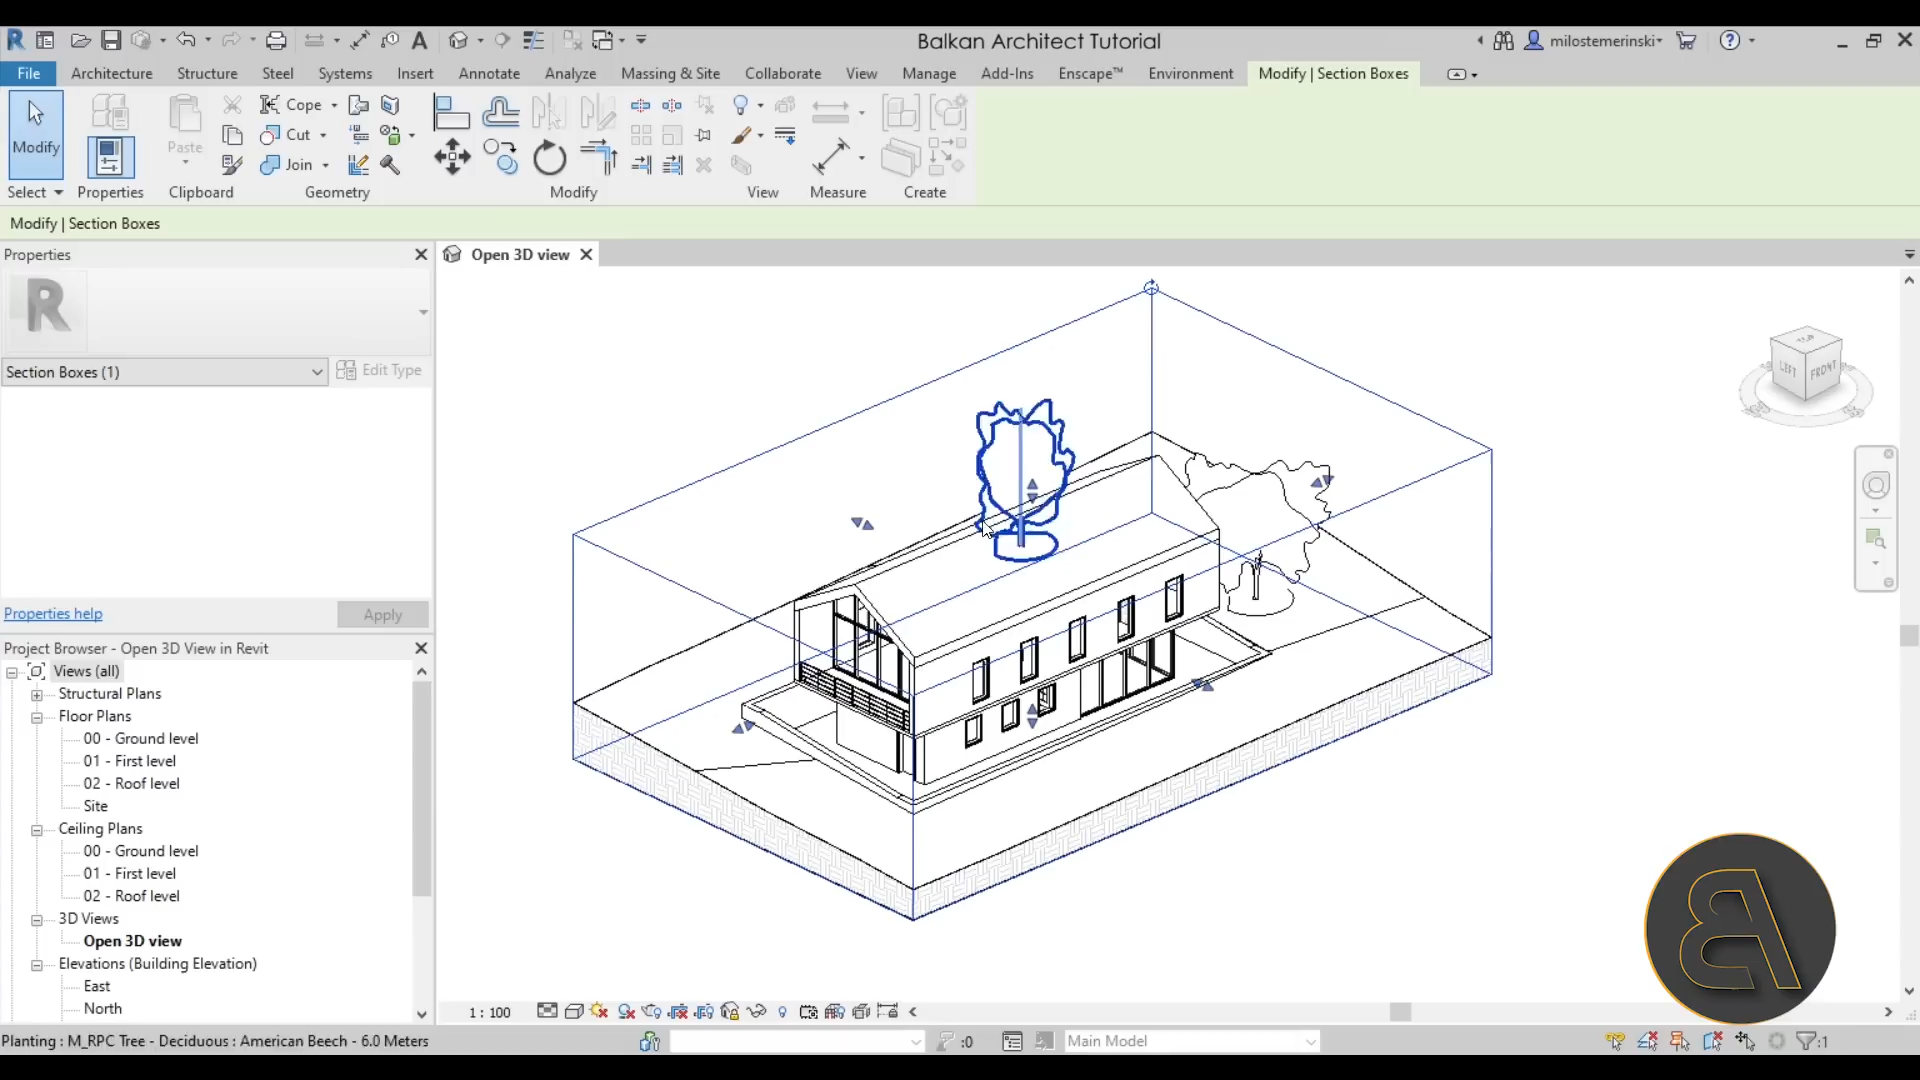 Balkan Architect Tutorial
milostemerinski
File Architecture Structure Steel Systems Insert Annotate Analyze Massing & Site Collaborate View Manage Add-Ins Enscape™ Environment Modify | Section Boxes
Modify
Paste
Cope
Cut
Join
Select Properties Clipboard Geometry Modify View Measure Create
Modify | Section Boxes
Properties
Open 3D view
R
Section Boxes (1)
Edit Type
TOP
LEFT
FRONT
Properties help
Apply
Project Browser - Open 3D View in Revit
Views (all)
Structural Plans
Floor Plans
00 - Ground level
01 - First level
02 - Roof level
Site
Ceiling Plans
00 - Ground level
01 - First level
02 - Roof level
3D Views
Open 3D view
Elevations (Building Elevation)
East
North
1 : 100
Planting : M_RPC Tree - Deciduous : American Beech - 6.0 Meters
:0
Main Model
:1